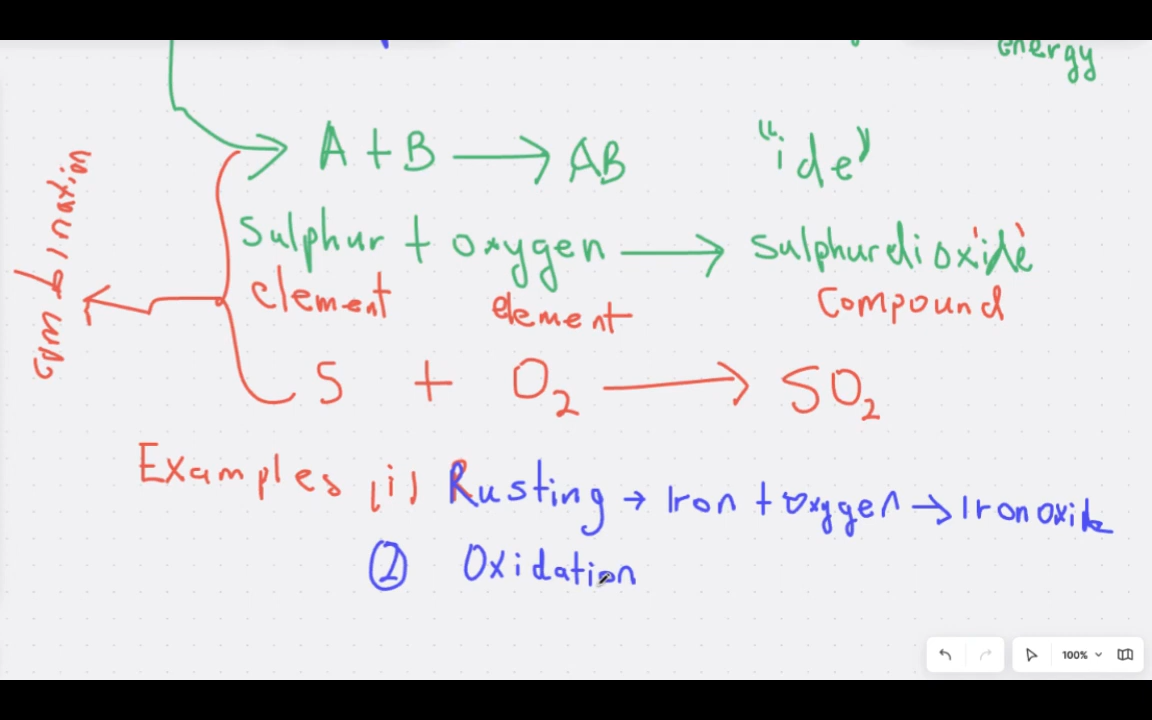 energy
A + B → AB "ide"
Sulphur + oxygen → Sulphurdioxide
element element Compound
combination
S + O₂ → SO₂
Examples (i) Rusting → Iron + oxygen → Iron oxide
② Oxidation
100%